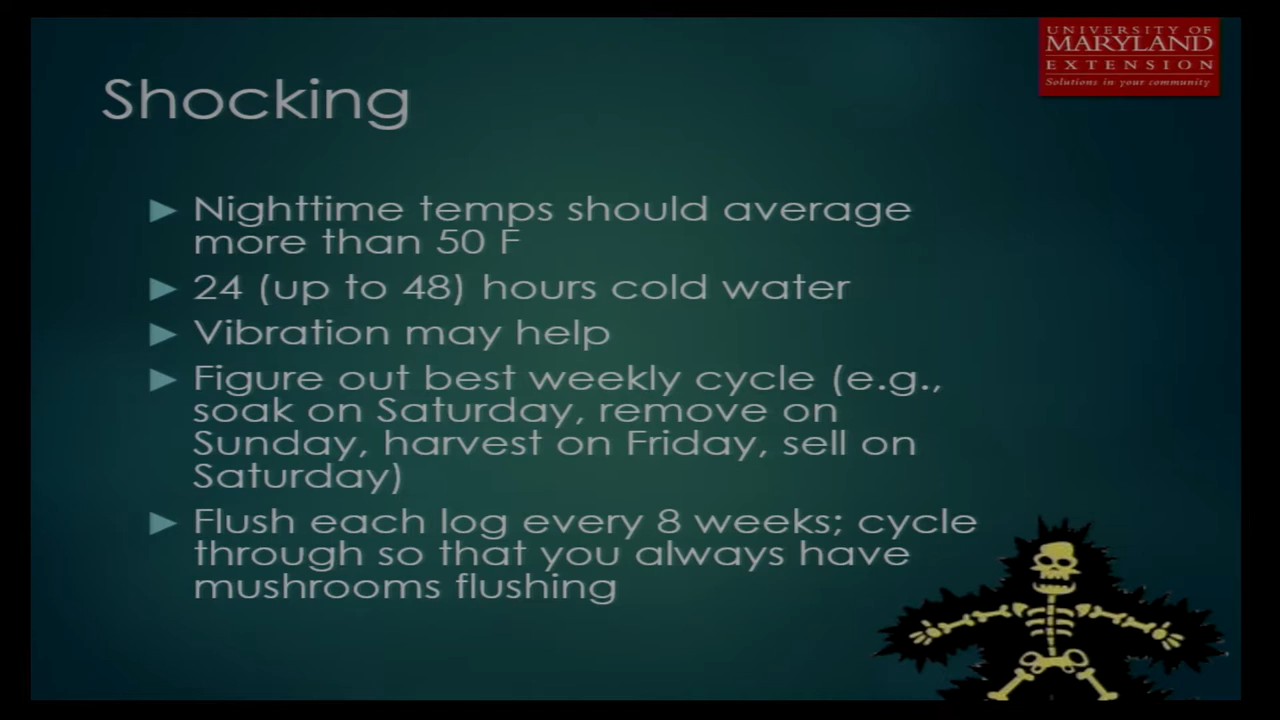 UNIVERSITY OF
MARYLAND
EXTENSION
Solutions in your community
Shocking
Nighttime temps should average
more than 50 F
24 (up to 48) hours cold water
Vibration may help
Figure out best weekly cycle (e.g.,
soak on Saturday, remove on
Sunday, harvest on Friday, sell on
Saturday)
Flush each log every 8 weeks; cycle
through so that you always have
mushrooms flushing